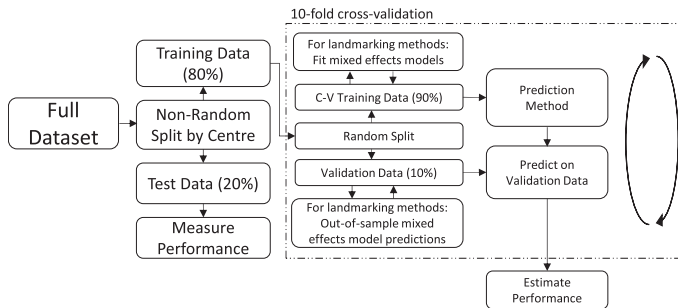 10-fold cross-validation
Full
Dataset
Training Data
(80%)
Non-Random
Split by Centre
Test Data (20%)
Measure
Performance
For landmarking methods:
Fit mixed effects models
C-V Training Data (90%)
Random Split
Validation Data (10%)
For landmarking methods:
Out-of-sample mixed
effects model predictions
Prediction
Method
Predict on
Validation Data
Estimate
Performance